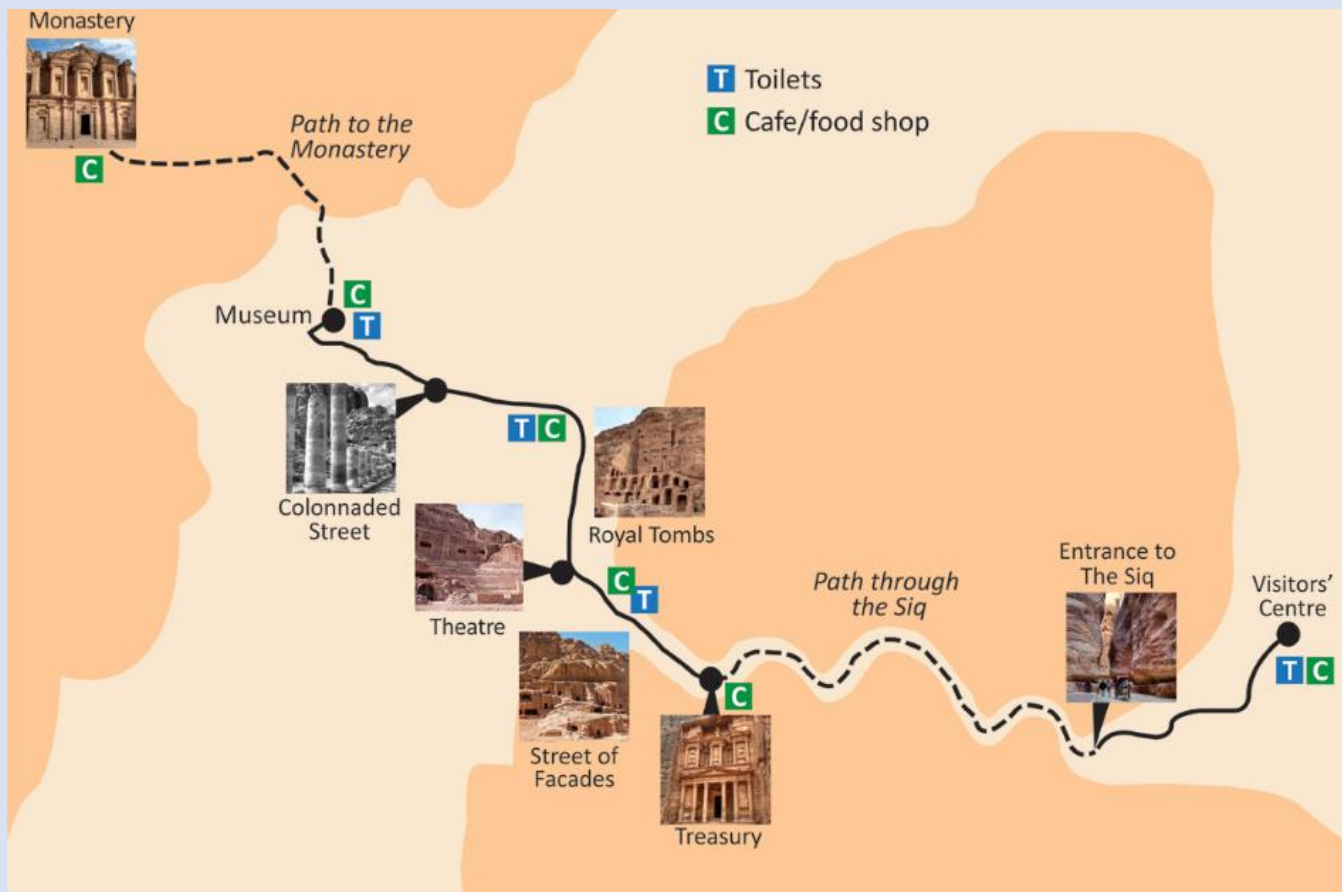 Monastery
C
Path to the
Monastery
T Toilets
C Cafe/food shop
C
Museum
T
Colonnaded
Street
T C
Royal Tombs
Theatre
C
T
Street of
Facades
C
Treasury
Path through
the Siq
Entrance to
The Siq
Visitors'
Centre
T C